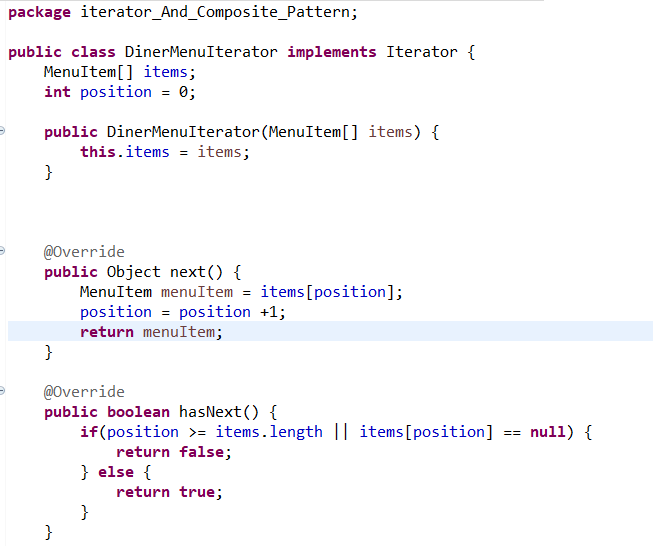 package iterator_And_Composite_Pattern;
public class DinerMenuIterator implements Iterator {
MenuItem[] items;
int position = 0;
public DinerMenuIterator(MenuItem[] items) {
this.items = items;
}
@Override
public Object next() {
MenuItem menuItem = items[position];
position = position +1;
return menuItem;
}
@Override
public boolean hasNext() {
if(position >= items.length || items[position] == null) {
return false;
} else {
return true;
}
}